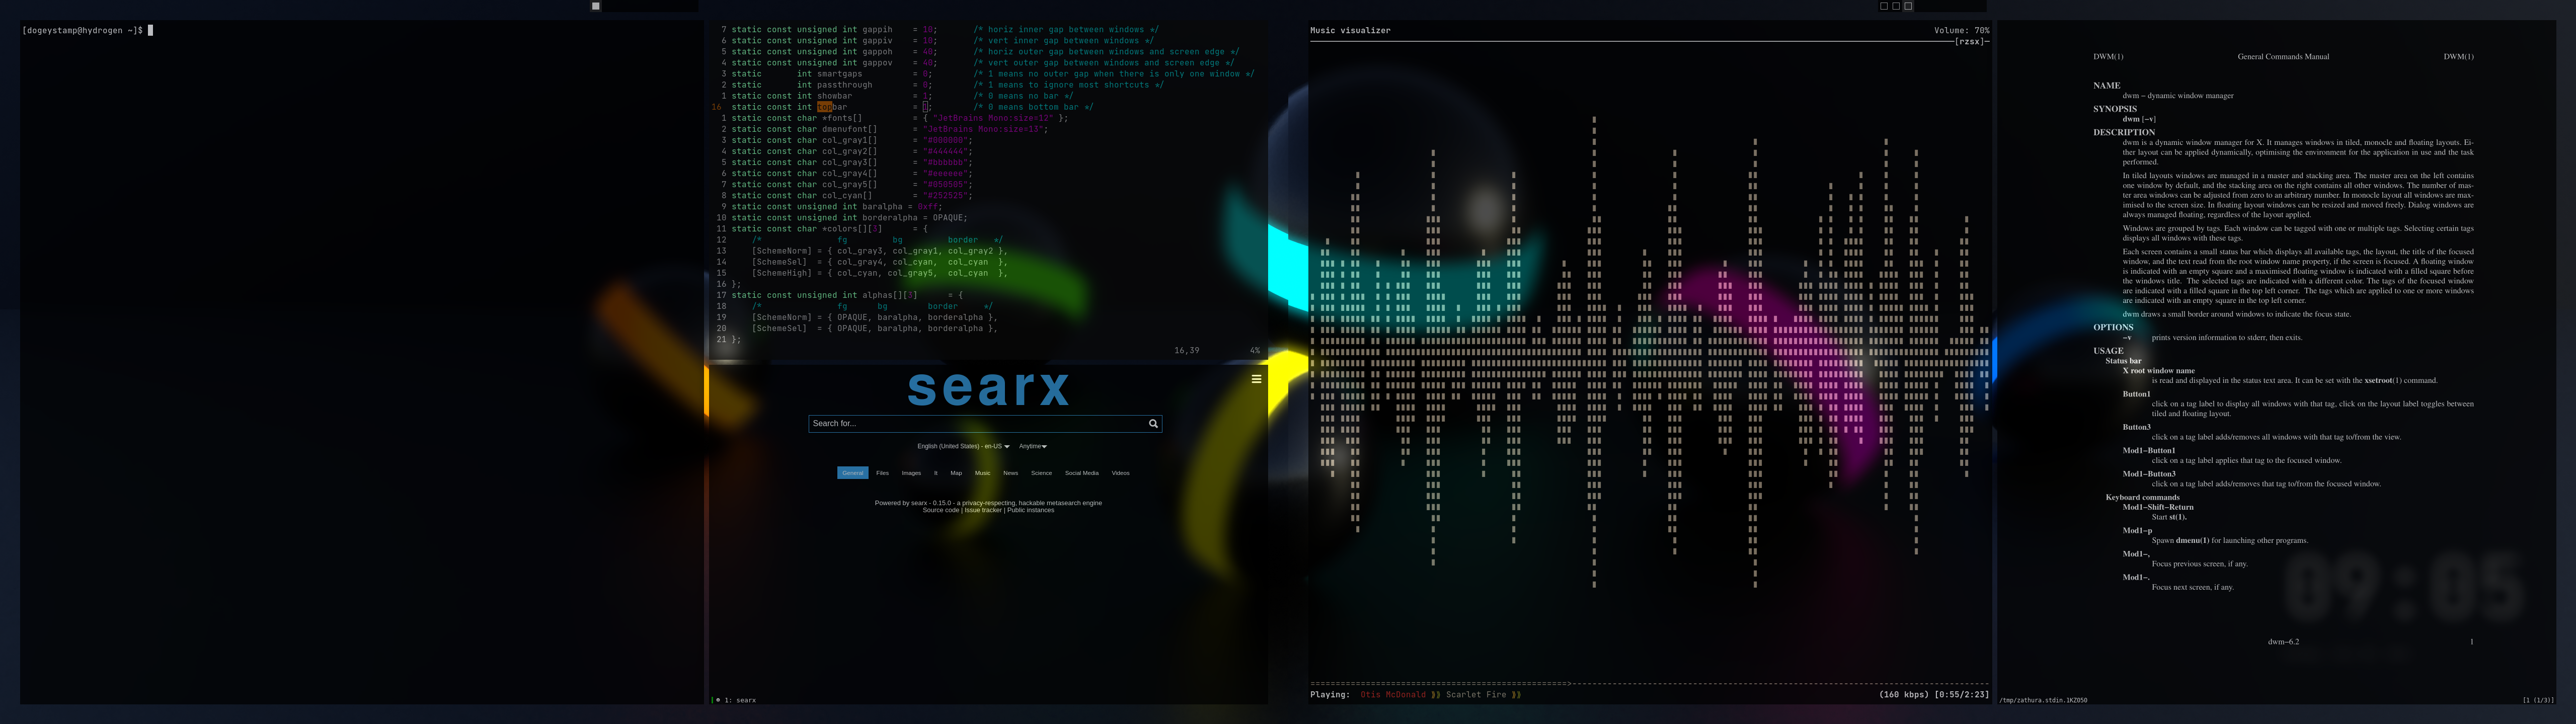 [dogeystamp@hydrogen ~]$
7 static const unsigned int gappih = 10; /* horiz inner gap between windows */
6 static const unsigned int gappiv = 10; /* vert inner gap between windows */
5 static const unsigned int gappoh = 40; /* horiz outer gap between windows and screen edge */
4 static const unsigned int gappov = 40; /* vert outer gap between windows and screen edge */
3 static int smartgaps = 0; /* 1 means no outer gap when there is only one window */
2 static int passthrough = 0; /* 1 means to ignore most shortcuts */
1 static const int showbar = 1; /* 0 means no bar */
16 static const int topbar = 1; /* 0 means bottom bar */
1 static const char *fonts[] = { "JetBrains Mono:size=12" };
2 static const char dmenufont[] = "JetBrains Mono:size=13";
3 static const char col_gray1[] = "#000000";
4 static const char col_gray2[] = "#444444";
5 static const char col_gray3[] = "#bbbbbb";
6 static const char col_gray4[] = "#eeeeee";
7 static const char col_gray5[] = "#050505";
8 static const char col_cyan[] = "#252525";
9 static const unsigned int baralpha = 0xff;
10 static const unsigned int borderalpha = OPAQUE;
11 static const char *colors[][3] = {
12 /* fg bg border */
13 [SchemeNorm] = { col_gray3, col_gray1, col_gray2 },
14 [SchemeSel] = { col_gray4, col_cyan, col_cyan },
15 [SchemeHigh] = { col_cyan, col_gray5, col_cyan },
16 };
17 static const unsigned int alphas[][3] = {
18 /* fg bg border */
19 [SchemeNorm] = { OPAQUE, baralpha, borderalpha },
20 [SchemeSel] = { OPAQUE, baralpha, borderalpha },
21 };
16,39 4%
searx
Search for...
English (United States) - en-US Anytime
General Files Images It Map Music News Science Social Media Videos
Powered by searx - 0.15.0 - a privacy-respecting, hackable metasearch engine
Source code | Issue tracker | Public instances
1: searx
Music visualizer Volume: 70%
[rzsx]
Playing: Otis McDonald ⟫⟫ Scarlet Fire ⟫⟫ (160 kbps) [0:55/2:23]
DWM(1) General Commands Manual DWM(1)
NAME
dwm − dynamic window manager
SYNOPSIS
dwm [−v]
DESCRIPTION
dwm is a dynamic window manager for X. It manages windows in tiled, monocle and floating layouts. Ei-
ther layout can be applied dynamically, optimising the environment for the application in use and the task
performed.
In tiled layouts windows are managed in a master and stacking area. The master area on the left contains
one window by default, and the stacking area on the right contains all other windows. The number of mas-
ter area windows can be adjusted from zero to an arbitrary number. In monocle layout all windows are max-
imised to the screen size. In floating layout windows can be resized and moved freely. Dialog windows are
always managed floating, regardless of the layout applied.
Windows are grouped by tags. Each window can be tagged with one or multiple tags. Selecting certain tags
displays all windows with these tags.
Each screen contains a small status bar which displays all available tags, the layout, the title of the focused
window, and the text read from the root window name property, if the screen is focused. A floating window
is indicated with an empty square and a maximised floating window is indicated with a filled square before
the windows title. The selected tags are indicated with a different color. The tags of the focused window
are indicated with a filled square in the top left corner. The tags which are applied to one or more windows
are indicated with an empty square in the top left corner.
dwm draws a small border around windows to indicate the focus state.
OPTIONS
−v prints version information to stderr, then exits.
USAGE
Status bar
X root window name
is read and displayed in the status text area. It can be set with the xsetroot(1) command.
Button1
click on a tag label to display all windows with that tag, click on the layout label toggles between
tiled and floating layout.
Button3
click on a tag label adds/removes all windows with that tag to/from the view.
Mod1−Button1
click on a tag label applies that tag to the focused window.
Mod1−Button3
click on a tag label adds/removes that tag to/from the focused window.
Keyboard commands
Mod1−Shift−Return
Start st(1).
Mod1−p
Spawn dmenu(1) for launching other programs.
Mod1−,
Focus previous screen, if any.
Mod1−.
Focus next screen, if any.
09:05
dwm−6.2 1
/tmp/zathura.stdin.1KZO5O [1 (1/3)]